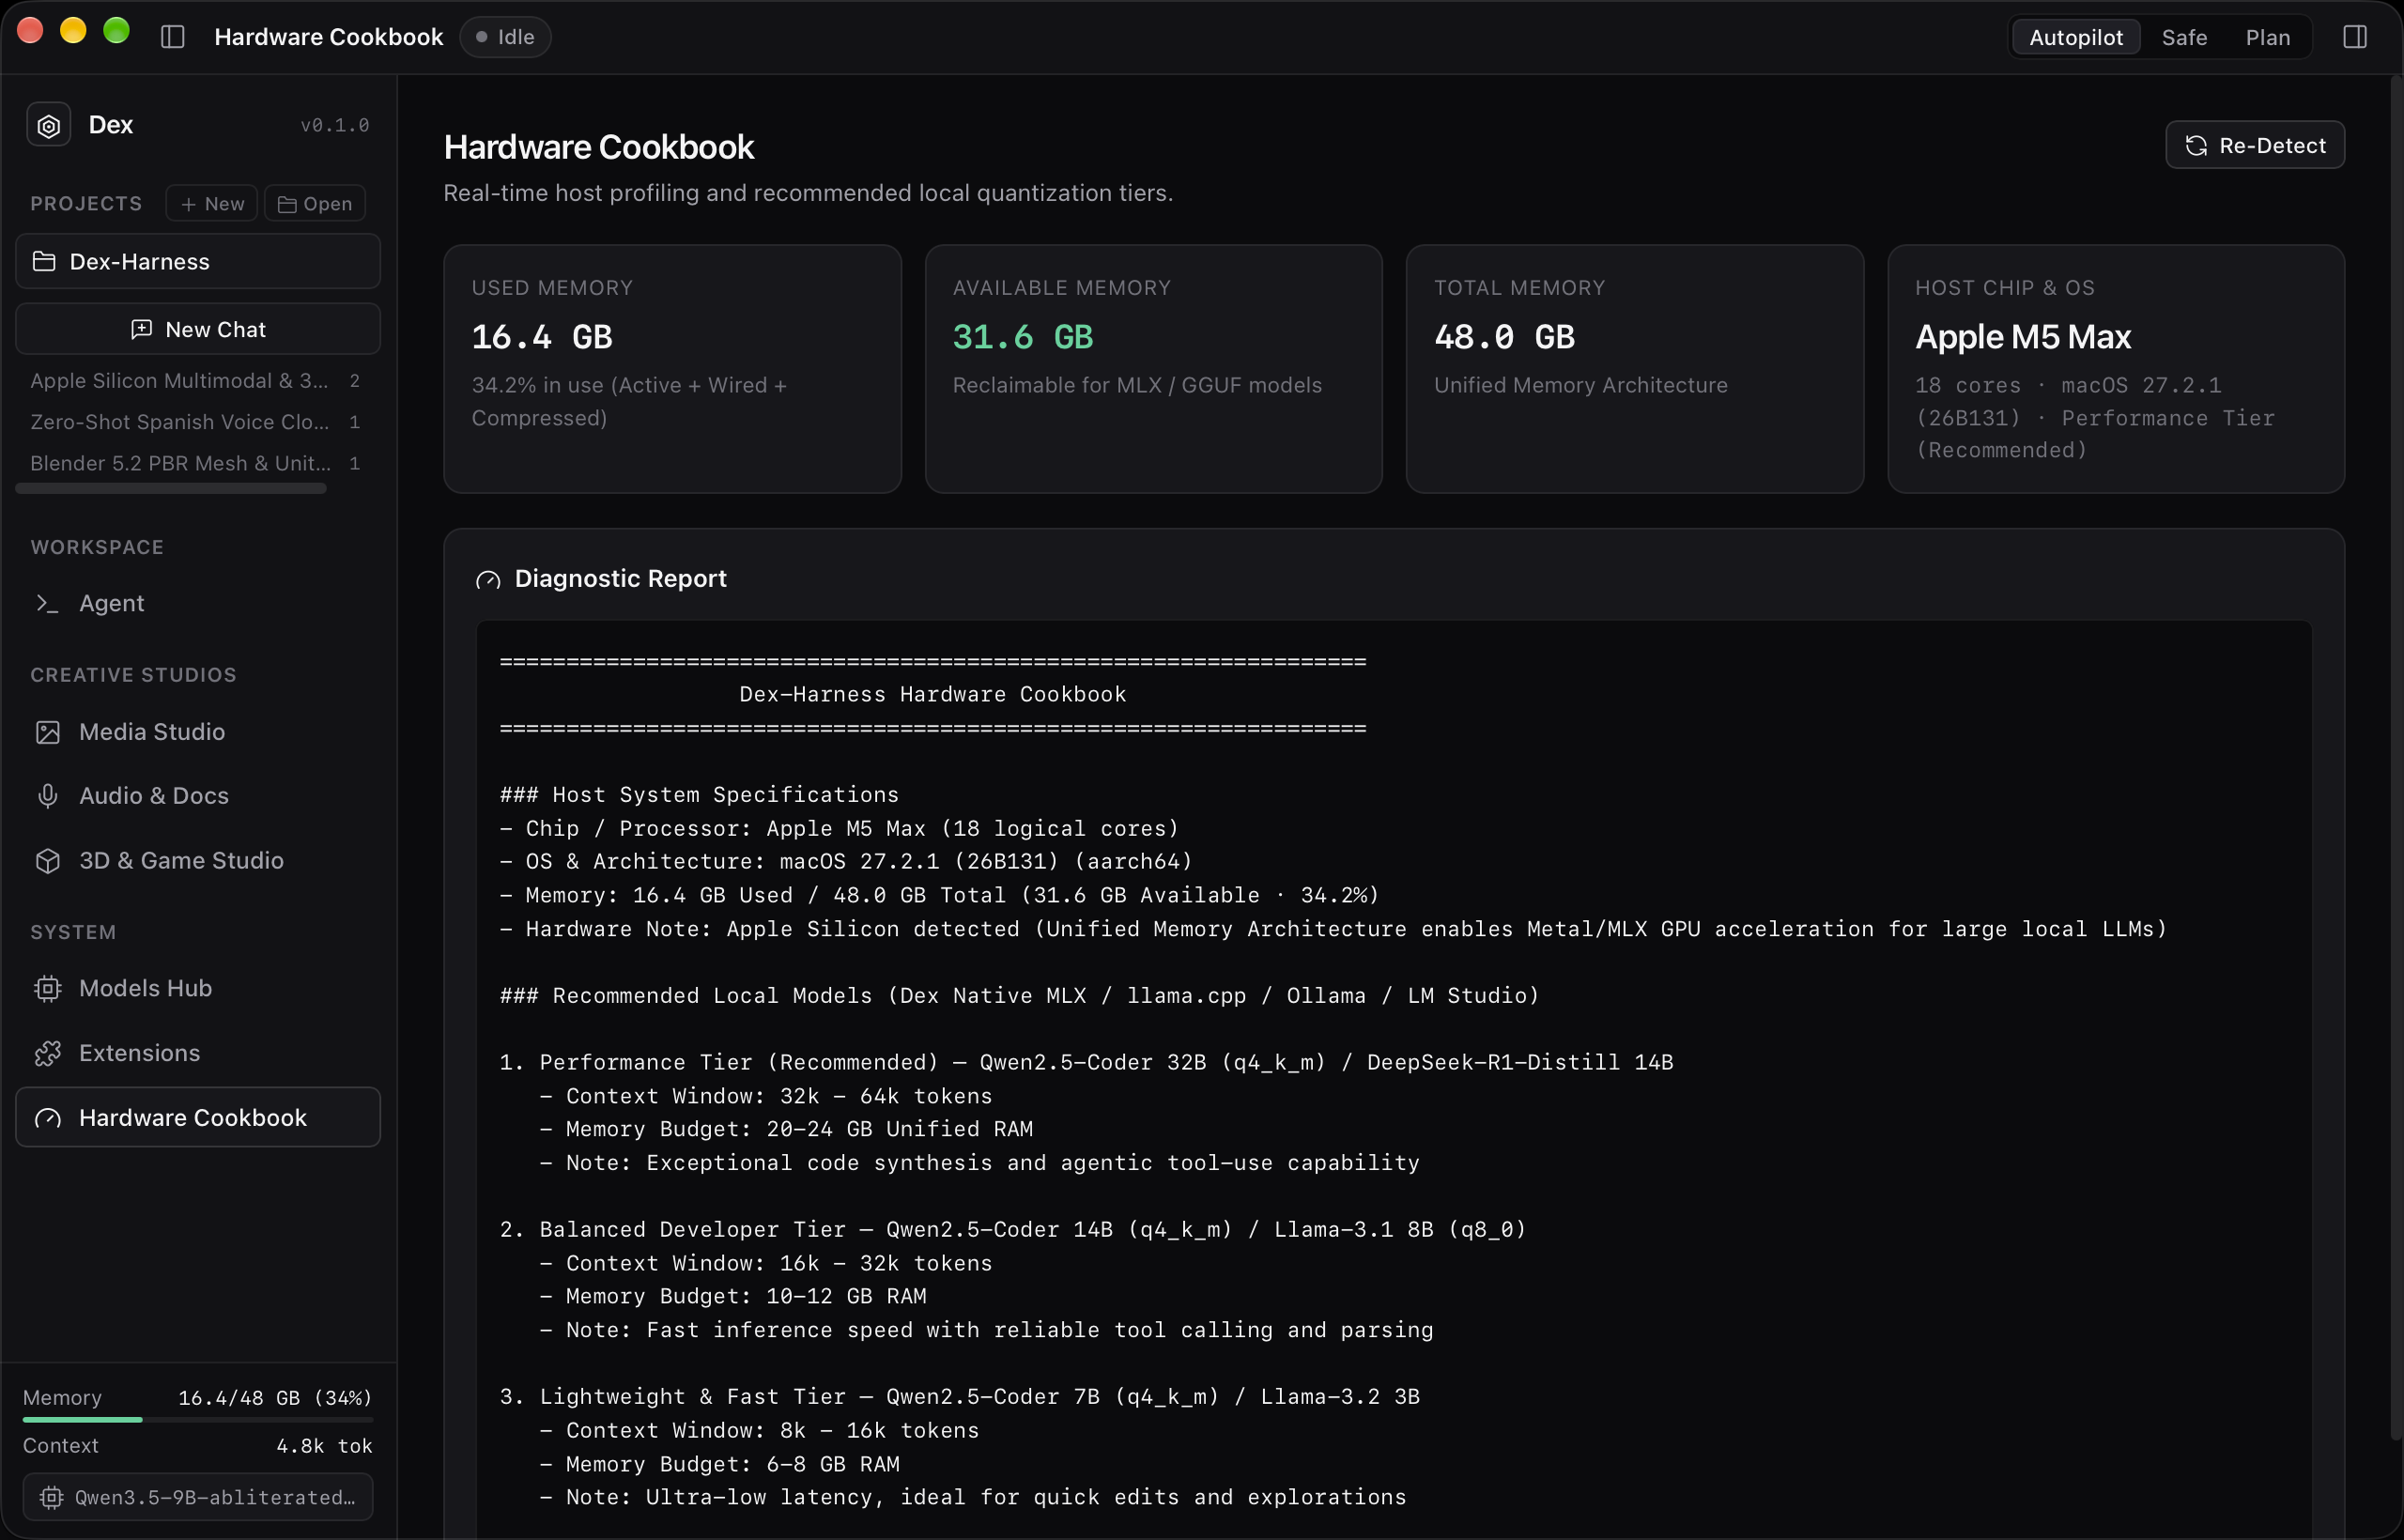 Hardware Cookbook
Idle
Autopilot
Safe
Plan
Dex
v0.1.0
PROJECTS
New
Open
Dex-Harness
New Chat
Apple Silicon Multimodal & 3... 2
Zero-Shot Spanish Voice Clo... 1
Blender 5.2 PBR Mesh & Unit... 1
WORKSPACE
Agent
CREATIVE STUDIOS
Media Studio
Audio & Docs
3D & Game Studio
SYSTEM
Models Hub
Extensions
Hardware Cookbook
Memory 16.4/48 GB (34%)
Context 4.8k tok
Qwen3.5-9B-abliterated…
Hardware Cookbook
Real-time host profiling and recommended local quantization tiers.
Re-Detect
USED MEMORY
16.4 GB
34.2% in use (Active + Wired +
Compressed)
AVAILABLE MEMORY
31.6 GB
Reclaimable for MLX / GGUF models
TOTAL MEMORY
48.0 GB
Unified Memory Architecture
HOST CHIP & OS
Apple M5 Max
18 cores · macOS 27.2.1
(26B131) · Performance Tier
(Recommended)
Diagnostic Report
=================================================================
Dex-Harness Hardware Cookbook
=================================================================
### Host System Specifications
- Chip / Processor: Apple M5 Max (18 logical cores)
- OS & Architecture: macOS 27.2.1 (26B131) (aarch64)
- Memory: 16.4 GB Used / 48.0 GB Total (31.6 GB Available · 34.2%)
- Hardware Note: Apple Silicon detected (Unified Memory Architecture enables Metal/MLX GPU acceleration for large local LLMs)
### Recommended Local Models (Dex Native MLX / llama.cpp / Ollama / LM Studio)
1. Performance Tier (Recommended) — Qwen2.5-Coder 32B (q4_k_m) / DeepSeek-R1-Distill 14B
- Context Window: 32k - 64k tokens
- Memory Budget: 20-24 GB Unified RAM
- Note: Exceptional code synthesis and agentic tool-use capability
2. Balanced Developer Tier — Qwen2.5-Coder 14B (q4_k_m) / Llama-3.1 8B (q8_0)
- Context Window: 16k - 32k tokens
- Memory Budget: 10-12 GB RAM
- Note: Fast inference speed with reliable tool calling and parsing
3. Lightweight & Fast Tier — Qwen2.5-Coder 7B (q4_k_m) / Llama-3.2 3B
- Context Window: 8k - 16k tokens
- Memory Budget: 6-8 GB RAM
- Note: Ultra-low latency, ideal for quick edits and explorations